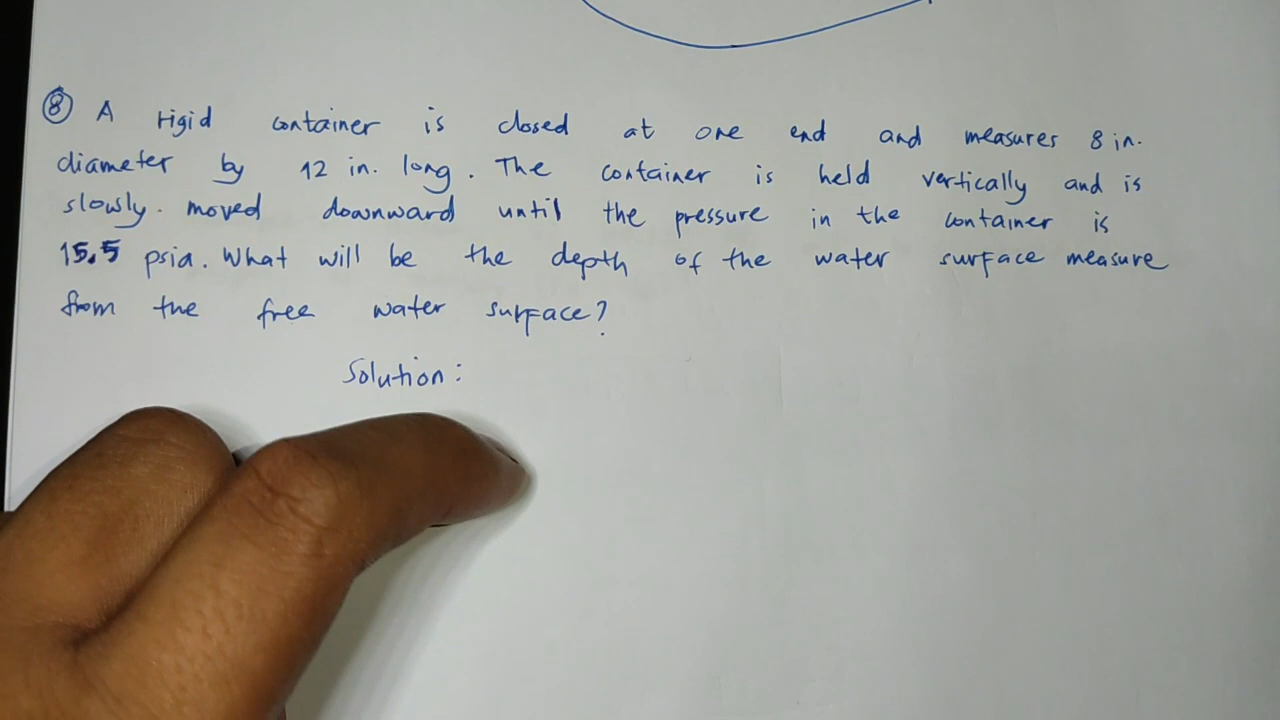 ⑧ A rigid container is closed at one end and measures 8 in.
diameter by 12 in. long. The container is held vertically and is
slowly. moved downward until the pressure in the container is
15.5 psia. What will be the depth of the water surface measure
from the free water surface?
Solution: